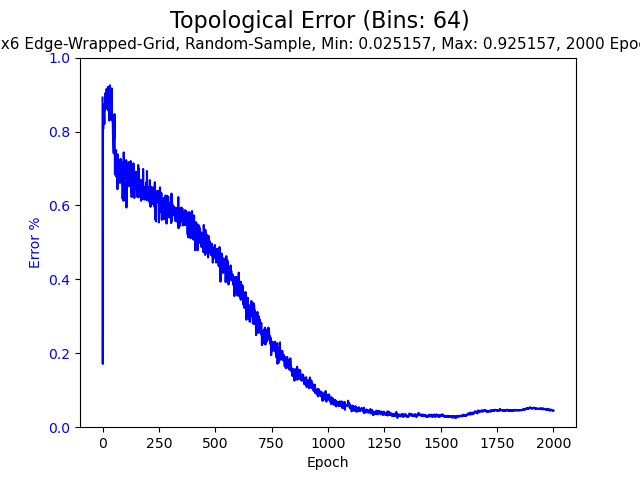 Topological Error (Bins: 64)
x6 Edge-Wrapped-Grid, Random-Sample, Min: 0.025157, Max: 0.925157, 2000 Epo
1.0
0.8
0.6
0.4
0.2
0.0
Error %
0 250 500 750 1000 1250 1500 1750 2000
Epoch